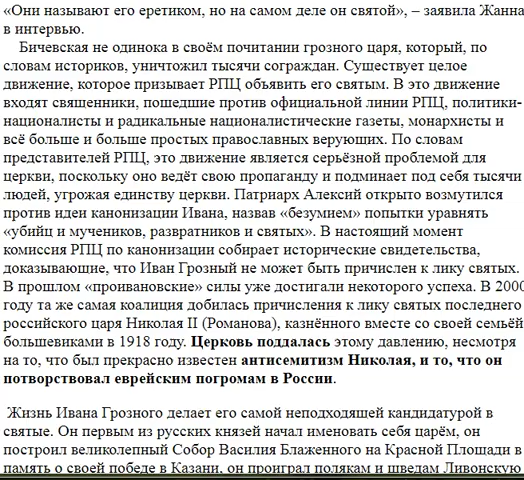 «Они называют его еретиком, но на самом деле он святой», – заявила Жанна
в интервью.
Бичевская не одинока в своём почитании грозного царя, который, по
словам историков, уничтожил тысячи сограждан. Существует целое
движение, которое призывает РПЦ объявить его святым. В это движение
входят священники, пошедшие против официальной линии РПЦ, политики-
националисты и радикальные националистические газеты, монархисты и
всё больше и больше простых православных верующих. По словам
представителей РПЦ, это движение является серьёзной проблемой для
церкви, поскольку оно ведёт свою пропаганду и подминает под себя тысячи
людей, угрожая единству церкви. Патриарх Алексий открыто возмутился
против идеи канонизации Ивана, назвав «безумием» попытки уравнять
«убийц и мучеников, развратников и святых». В настоящий момент
комиссия РПЦ по канонизации собирает исторические свидетельства,
доказывающие, что Иван Грозный не может быть причислен к лику святых.
В прошлом «проивановские» силы уже достигали некоторого успеха. В 2000
году та же самая коалиция добилась причисления к лику святых последнего
российского царя Николая II (Романова), казнённого вместе со своей семьёй
большевиками в 1918 году. Церковь поддалась этому давлению, несмотря
на то, что был прекрасно известен антисемитизм Николая, и то, что он
потворствовал еврейским погромам в России.
Жизнь Ивана Грозного делает его самой неподходящей кандидатурой в
святые. Он первым из русских князей начал именовать себя царём, он
построил великолепный Собор Василия Блаженного на Красной Площади в
память о своей победе в Казани, он проиграл полякам и шведам Ливонскую